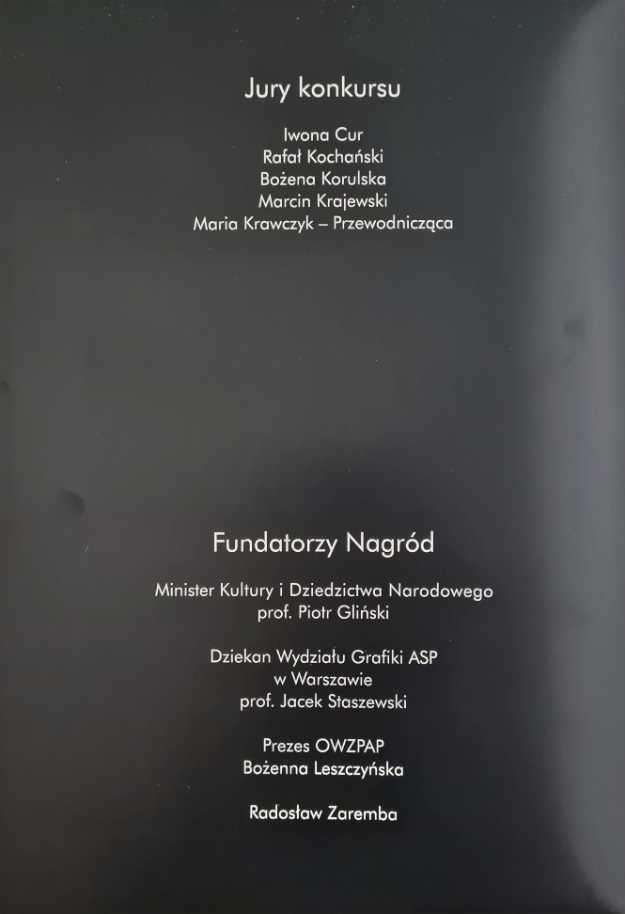 Jury konkursu
Iwona Cur
Rafał Kochański
Bożena Korulska
Marcin Krajewski
Maria Krawczyk – Przewodnicząca
Fundatorzy Nagród
Minister Kultury i Dziedzictwa Narodowego
prof. Piotr Gliński
Dziekan Wydziału Grafiki ASP
w Warszawie
prof. Jacek Staszewski
Prezes OWZPAP
Bożenna Leszczyńska
Radosław Zaremba